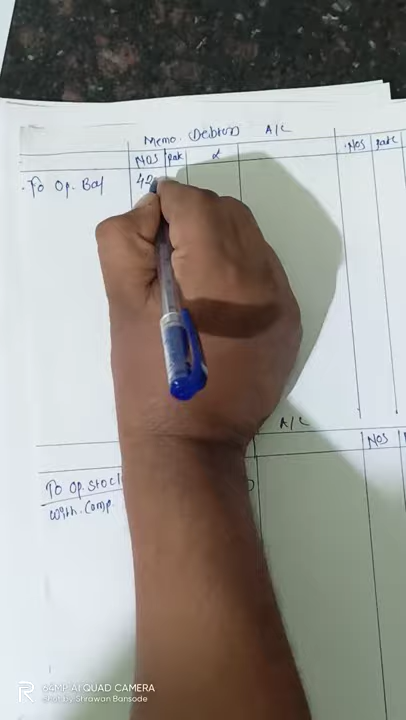 Memo. Debtors A/C
NOS rate ₹ NOS rate
To Op. Bal 42
A/C
NOS
To Op. Stock
With. Comp.
64MP AI QUAD CAMERA
Shot by Shrawan Bansode